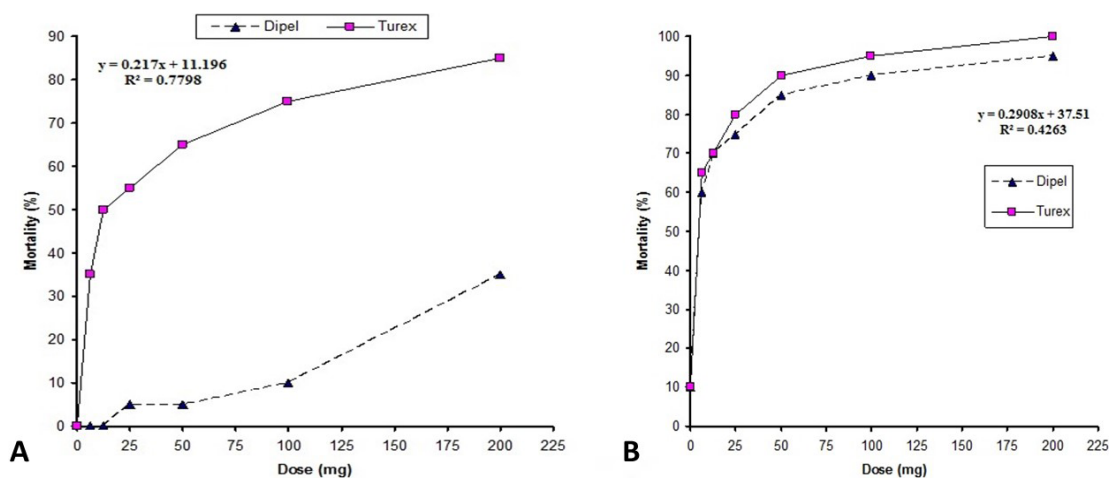 Dipel
Turex
90
80
70
60
50
40
30
20
10
0
y = 0.217x + 11.196
R² = 0.7798
Mortality (%)
0 25 50 75 100 125 150 175 200 225
Dose (mg)
A
100
90
80
70
60
50
40
30
20
10
0
y = 0.2908x + 37.51
R² = 0.4263
Dipel
Turex
Mortality (%)
0 25 50 75 100 125 150 175 200 225
Dose (mg)
B